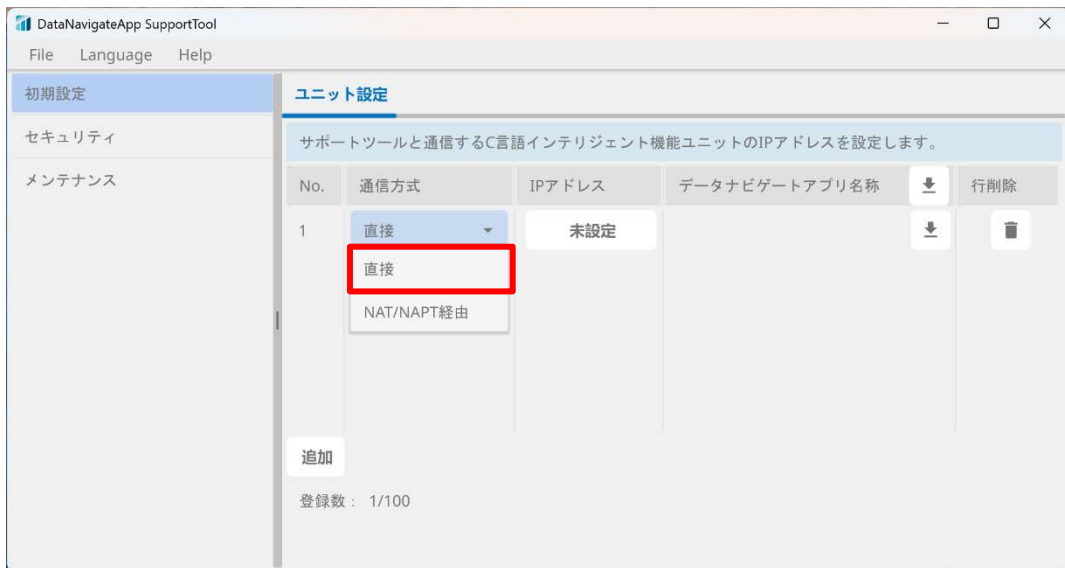 DataNavigateApp SupportTool
File Language Help
初期設定
セキュリティ
メンテナンス
ユニット設定
サポートツールと通信するC言語インテリジェント機能ユニットのIPアドレスを設定します。
No. 通信方式 IPアドレス データナビゲートアプリ名称 行削除
1 直接 未設定
直接
NAT/NAPT経由
追加
登録数： 1/100